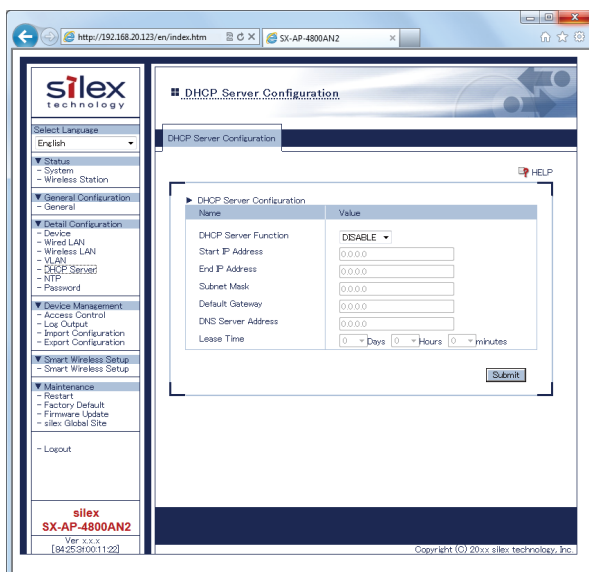 http://192.168.20.123/en/index.htm
SX-AP-4800AN2
silex
technology
Select Language
English
▼ Status
- System
- Wireless Station
▼ General Configuration
- General
▼ Detail Configuration
- Device
- Wired LAN
- Wireless LAN
- VLAN
- DHCP Server
- NTP
- Password
▼ Device Management
- Access Control
- Log Output
- Import Configuration
- Export Configuration
▼ Smart Wireless Setup
- Smart Wireless Setup
▼ Maintenance
- Restart
- Factory Default
- Firmware Update
- silex Global Site
- Logout
silex
SX-AP-4800AN2
Ver x.x.x
[84:25:3f:00:11:22]
DHCP Server Configuration
DHCP Server Configuration
HELP
▶ DHCP Server Configuration
Name Value
DHCP Server Function DISABLE
Start IP Address 0.0.0.0
End IP Address 0.0.0.0
Subnet Mask 0.0.0.0
Default Gateway 0.0.0.0
DNS Server Address 0.0.0.0
Lease Time 0 Days 0 Hours 0 minutes
Submit
Copyright (C) 20xx silex technology, Inc.